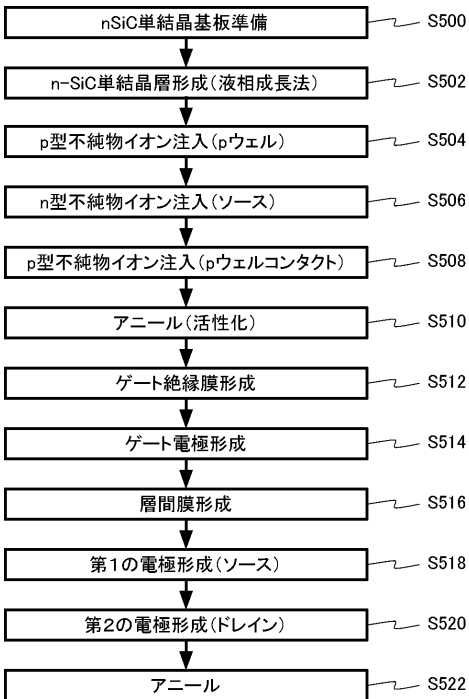 nSiC単結晶基板準備 S500
n-SiC単結晶層形成(液相成長法) S502
p型不純物イオン注入(pウェル) S504
n型不純物イオン注入(ソース) S506
p型不純物イオン注入(pウェルコンタクト) S508
アニール(活性化) S510
ゲート絶縁膜形成 S512
ゲート電極形成 S514
層間膜形成 S516
第1の電極形成(ソース) S518
第2の電極形成(ドレイン) S520
アニール S522